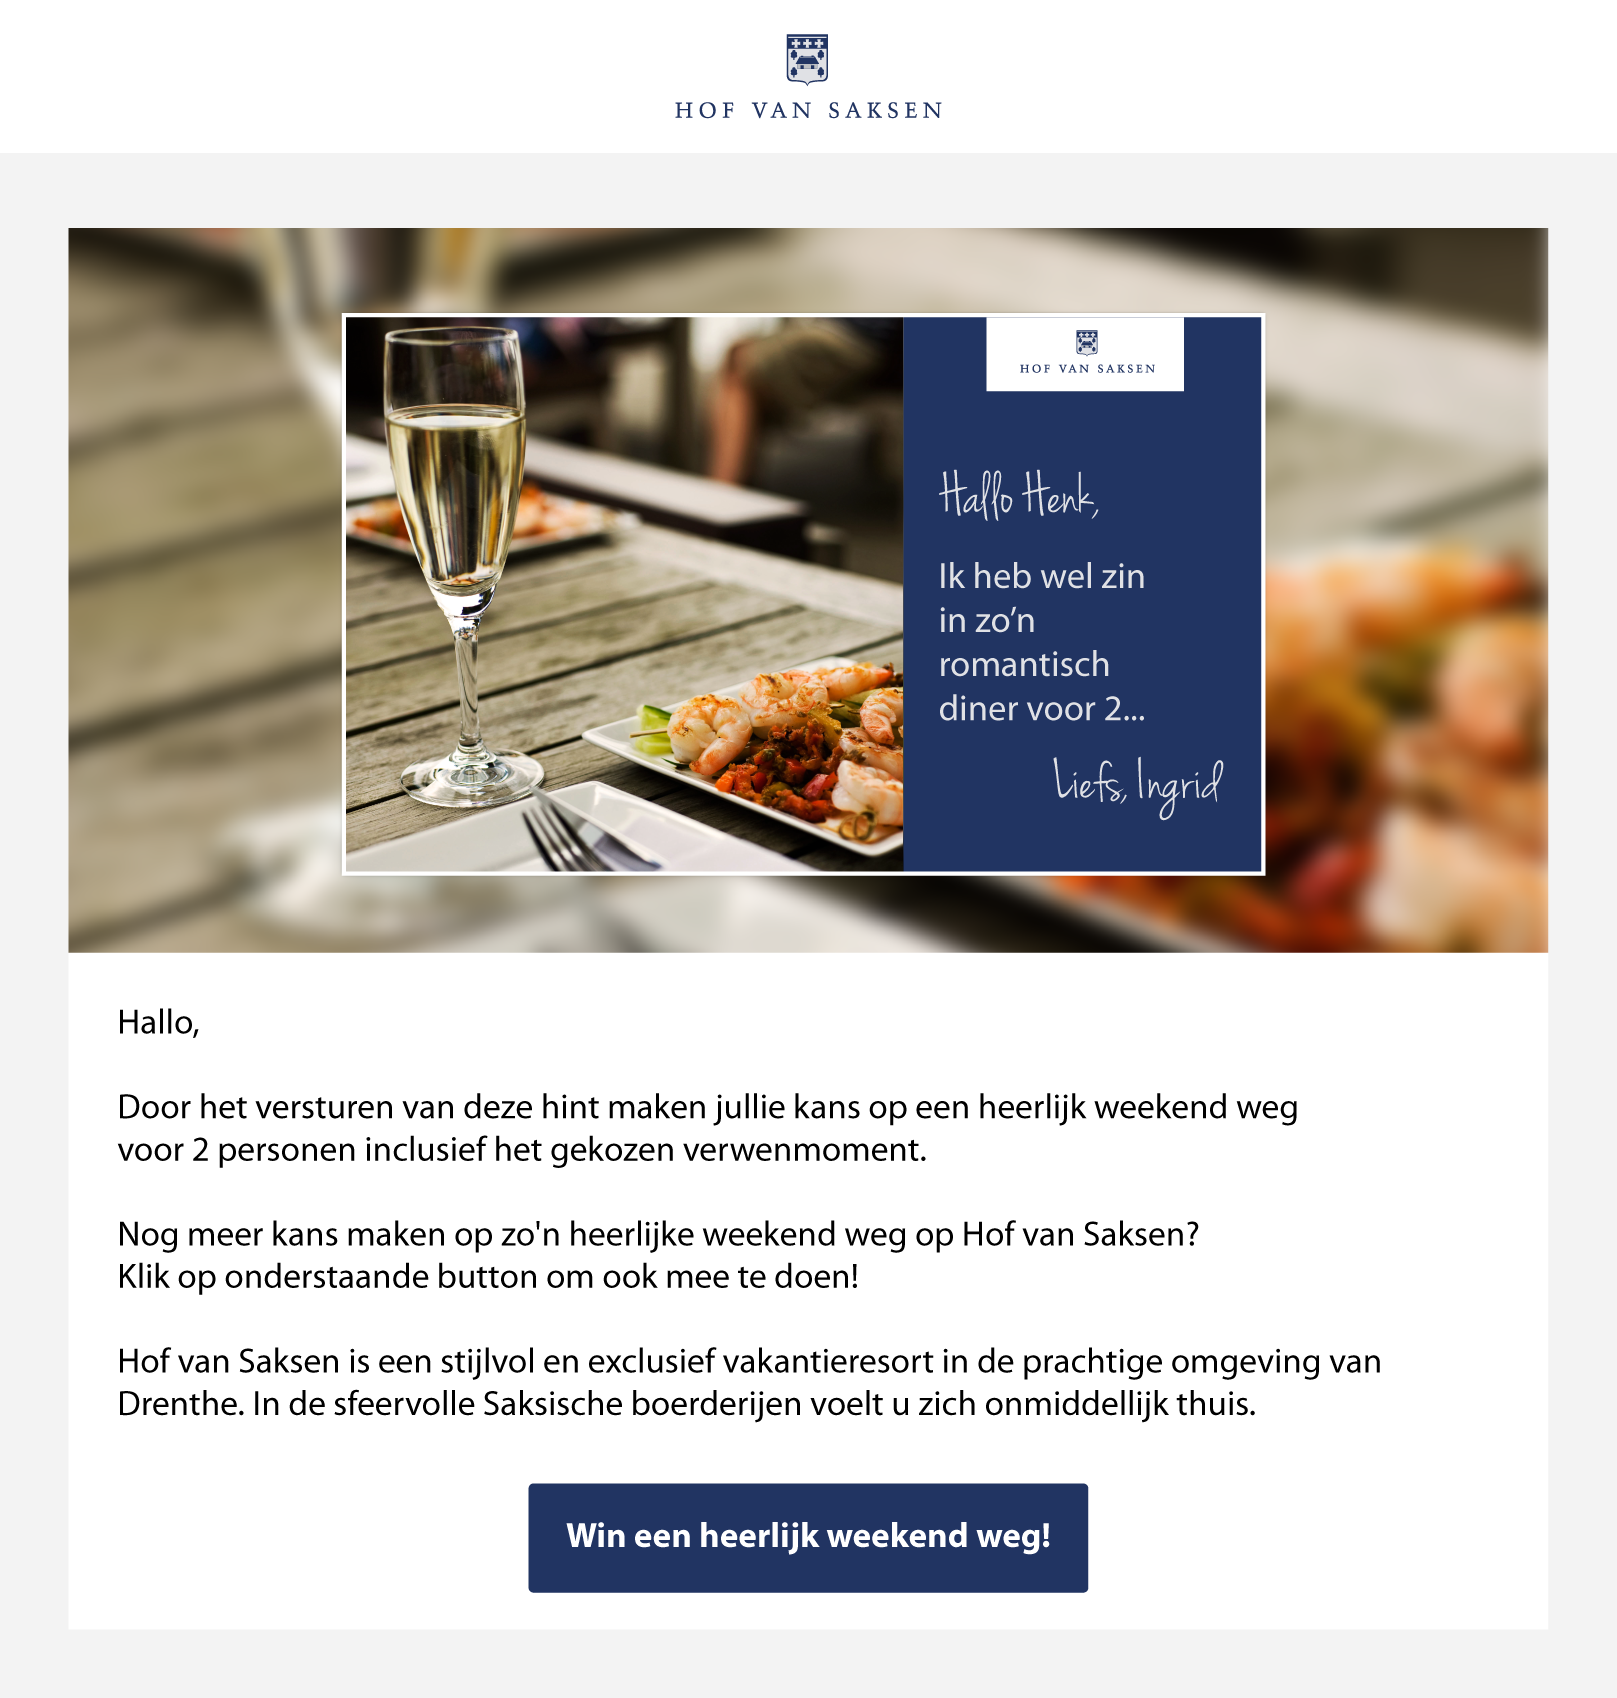 HOF VAN SAKSEN
HOF VAN SAKSEN
Hallo Henk,
Ik heb wel zin
in zo’n
romantisch
diner voor 2...
Liefs, Ingrid
Hallo,
Door het versturen van deze hint maken jullie kans op een heerlijk weekend weg
voor 2 personen inclusief het gekozen verwenmoment.
Nog meer kans maken op zo'n heerlijke weekend weg op Hof van Saksen?
Klik op onderstaande button om ook mee te doen!
Hof van Saksen is een stijlvol en exclusief vakantieresort in de prachtige omgeving van
Drenthe. In de sfeervolle Saksische boerderijen voelt u zich onmiddellijk thuis.
Win een heerlijk weekend weg!